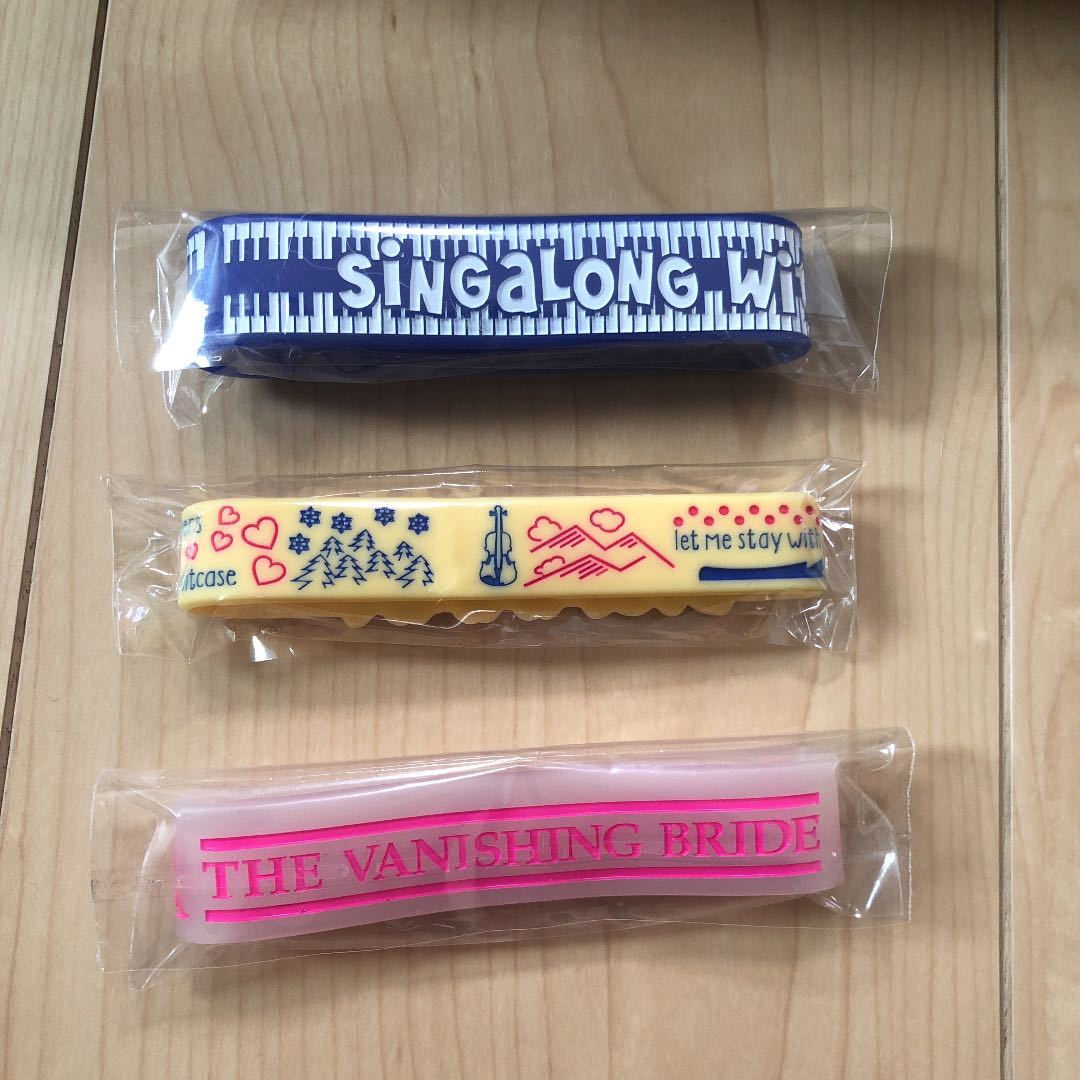 SiNGaLONG Wi
let me stay with
THE VANISHING BRIDE